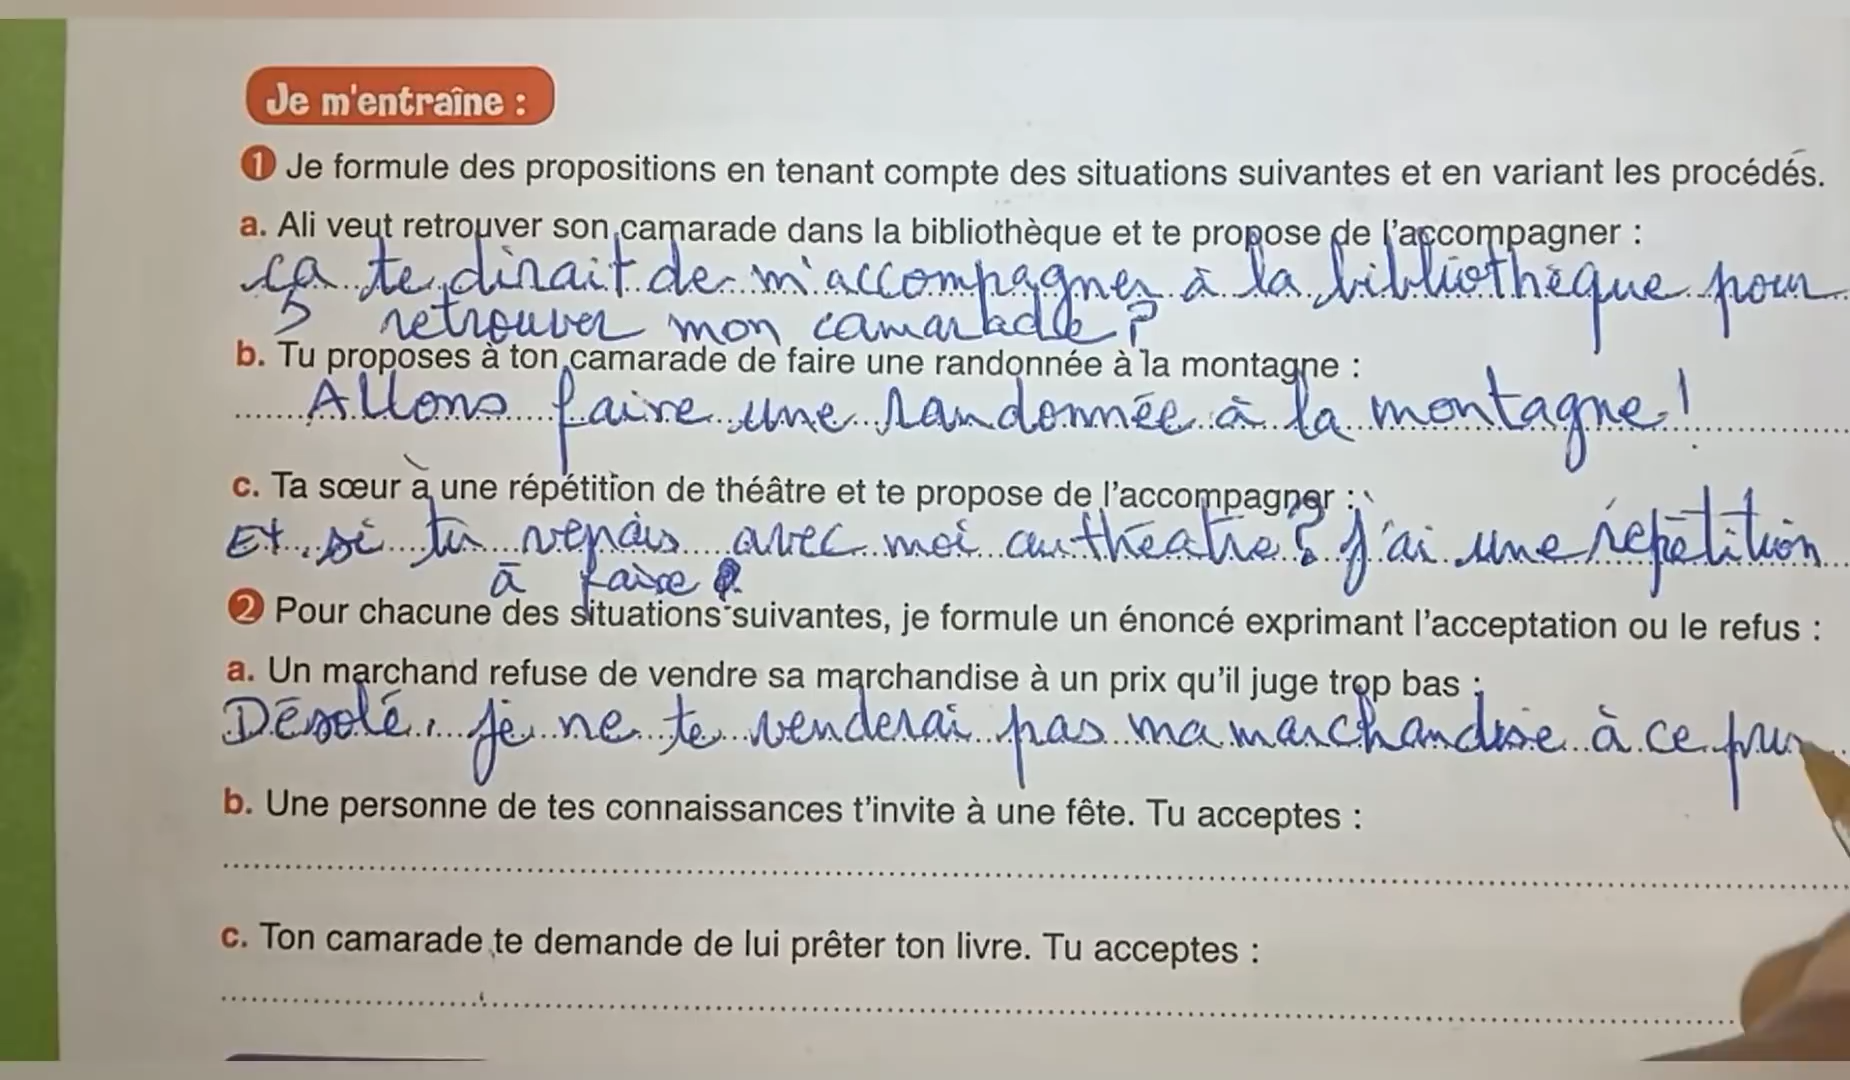 Je m'entraîne :
1 Je formule des propositions en tenant compte des situations suivantes et en variant les procédés.
a. Ali veut retrouver son camarade dans la bibliothèque et te propose de l'accompagner :
ça te dirait de m'accompagner à la bibliothèque pour
retrouver mon camarade ?
b. Tu proposes à ton camarade de faire une randonnée à la montagne :
Allons faire une randonnée à la montagne !
c. Ta sœur a une répétition de théâtre et te propose de l'accompagner :
Et si tu venais avec moi au théatre ? J'ai une répétition
à faire
2 Pour chacune des situations suivantes, je formule un énoncé exprimant l'acceptation ou le refus :
a. Un marchand refuse de vendre sa marchandise à un prix qu'il juge trop bas :
Désolé, je ne te venderai pas ma marchandise à ce
b. Une personne de tes connaissances t'invite à une fête. Tu acceptes :
c. Ton camarade te demande de lui prêter ton livre. Tu acceptes :